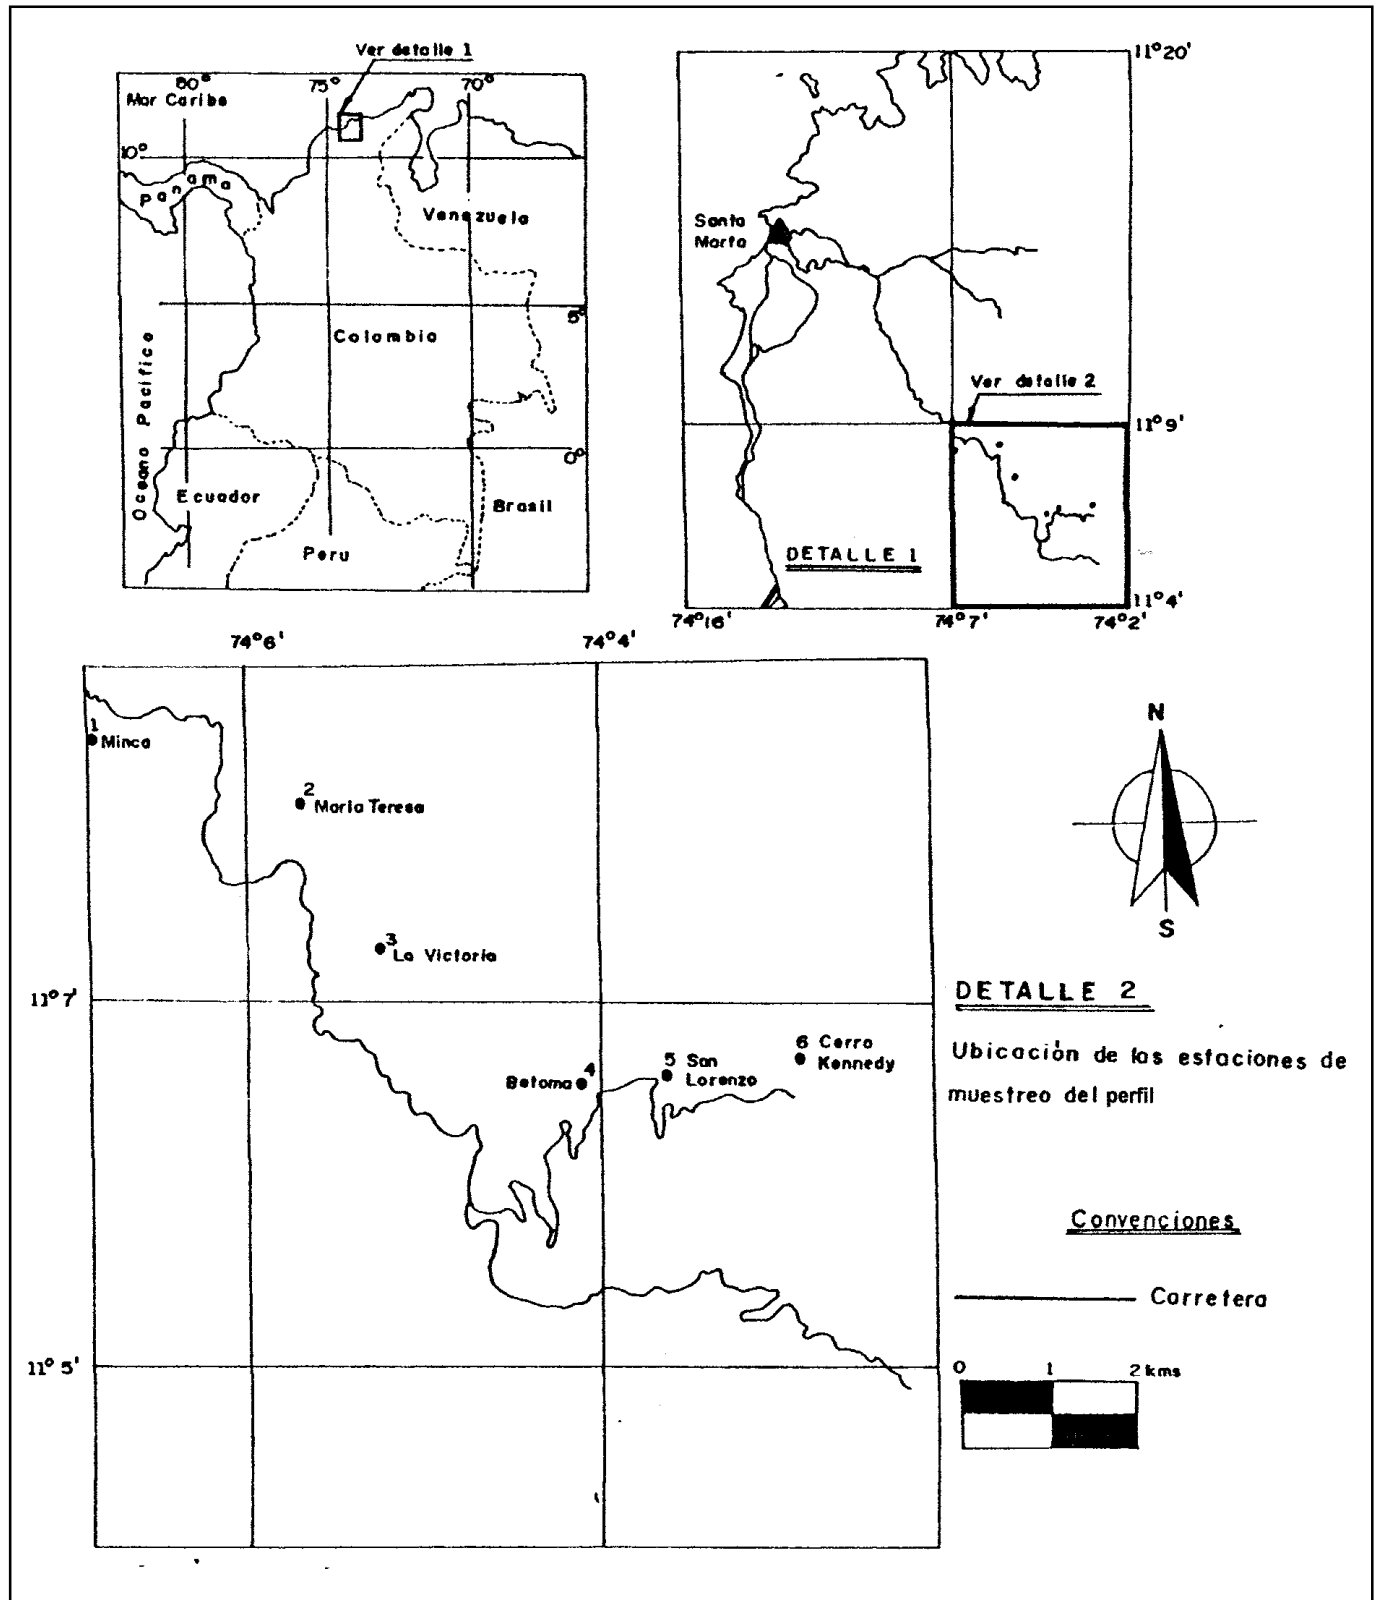 Ver detalle 1
80°
75°
70°
Mar Caribe
10°
Panama
Venezuela
5°
Colombia
Oceano Pacifico
0°
Ecuador
Brasil
Peru
11°20'
Santa
Marta
Ver detalle 2
11°9'
DETALLE 1
11°4'
74°16'
74°7'
74°2'
74°6'
74°4'
1
Minca
2
Maria Teresa
3
La Victoria
11°7'
4
Betoma
5 San
Lorenzo
6 Cerro
Kennedy
11°5'
N
S
DETALLE 2
Ubicación de las estaciones de
muestreo del perfil
Convenciones
Carretera
0 1 2 kms